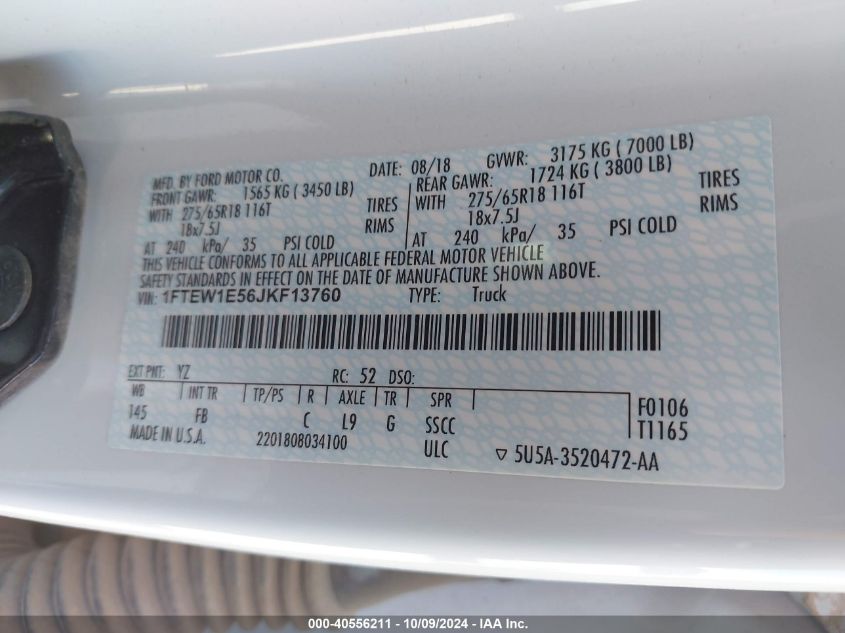 MFD. BY FORD MOTOR CO. DATE: 08/18 GVWR: 3175 KG ( 7000 LB)
FRONT GAWR: 1565 KG ( 3450 LB) REAR GAWR: 1724 KG ( 3800 LB)
WITH 275/65R18 116T TIRES WITH 275/65R18 116T TIRES
18x7.5J RIMS 18x7.5J RIMS
AT 240 kPa/ 35 PSI COLD AT 240 kPa/ 35 PSI COLD
THIS VEHICLE CONFORMS TO ALL APPLICABLE FEDERAL MOTOR VEHICLE
SAFETY STANDARDS IN EFFECT ON THE DATE OF MANUFACTURE SHOWN ABOVE.
VIN: 1FTEW1E56JKF13760 TYPE: Truck
EXT PNT: YZ RC: 52 DSO:
WB INT TR TP/PS R AXLE TR SPR
145 FB C L9 G SSCC F0106
T1165
MADE IN U.S.A. 2201808034100 ULC ▽ 5U5A-3520472-AA
000-40556211 - 10/09/2024 - IAA Inc.